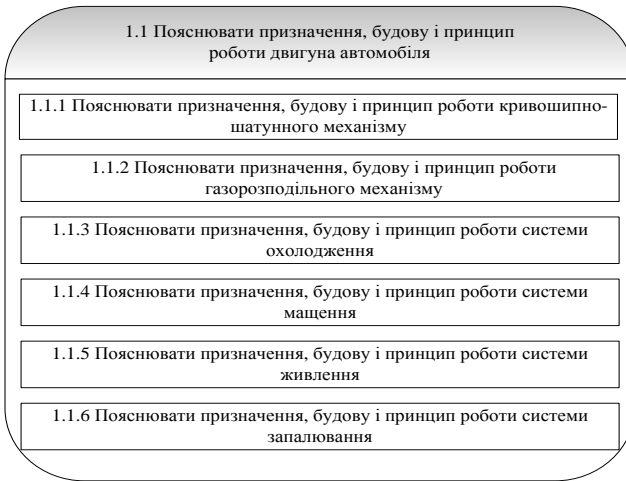 1.1 Пояснювати призначення, будову і принцип
роботи двигуна автомобіля
1.1.1 Пояснювати призначення, будову і принцип роботи кривошипно-
шатунного механізму
1.1.2 Пояснювати призначення, будову і принцип роботи
газорозподільного механізму
1.1.3 Пояснювати призначення, будову і принцип роботи системи
охолодження
1.1.4 Пояснювати призначення, будову і принцип роботи системи
мащення
1.1.5 Пояснювати призначення, будову і принцип роботи системи
живлення
1.1.6 Пояснювати призначення, будову і принцип роботи системи
запалювання